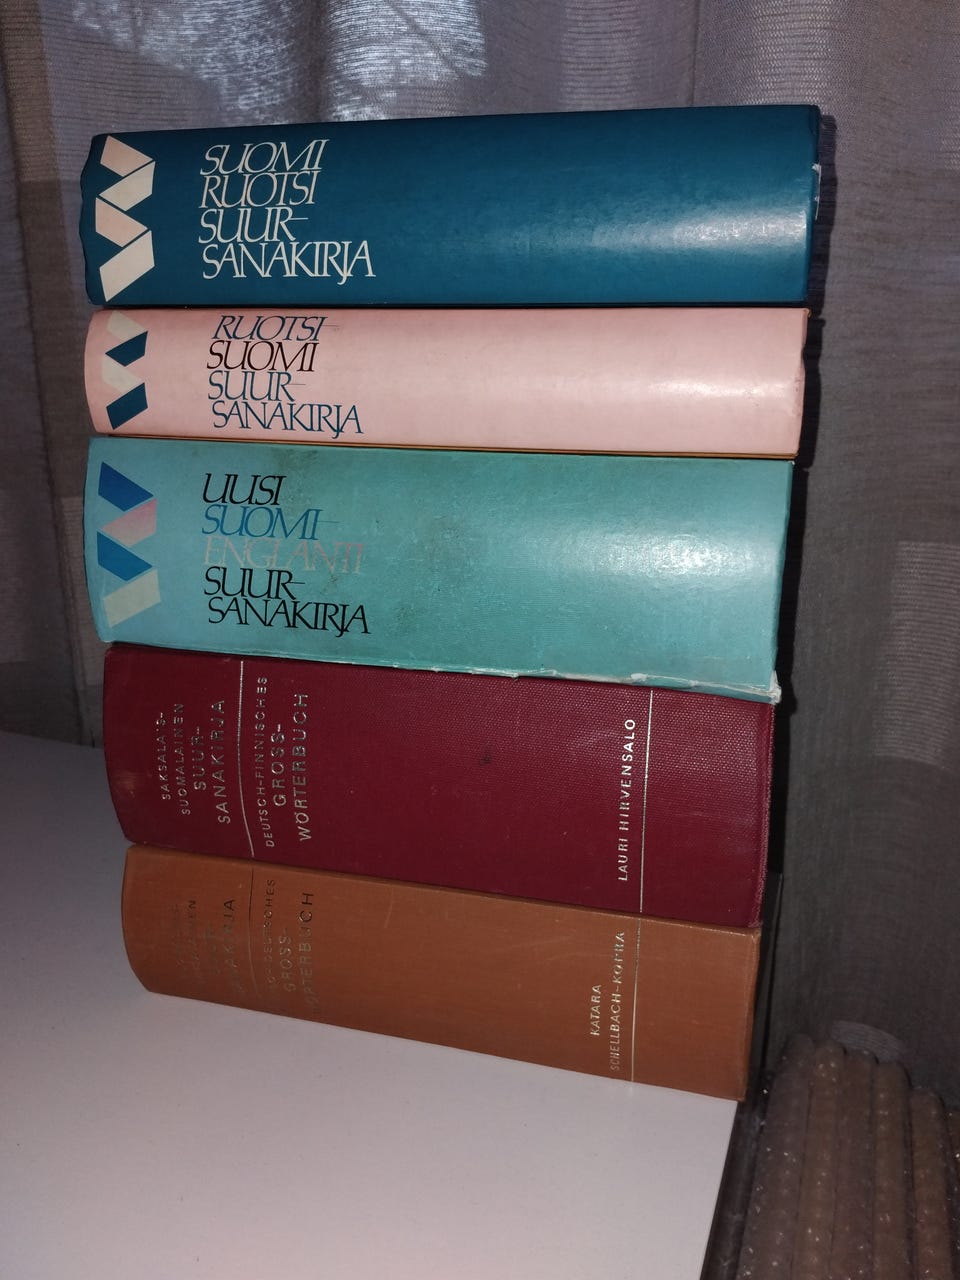 SUOMI
RUOTSI
SUUR-
SANAKIRJA
RUOTSI-
SUOMI
SUUR-
SANAKIRJA
UUSI
SUOMI-
ENGLANTI
SUUR-
SANAKIRJA
SAKSALAIS-
SUOMALAINEN
SUUR-
SANAKIRJA
DEUTSCH-FINNISCHES
GROSS-
WÖRTERBUCH
LAURI HIRVENSALO
GROSS-
KATARA
SCHELLBACH-KOPRA